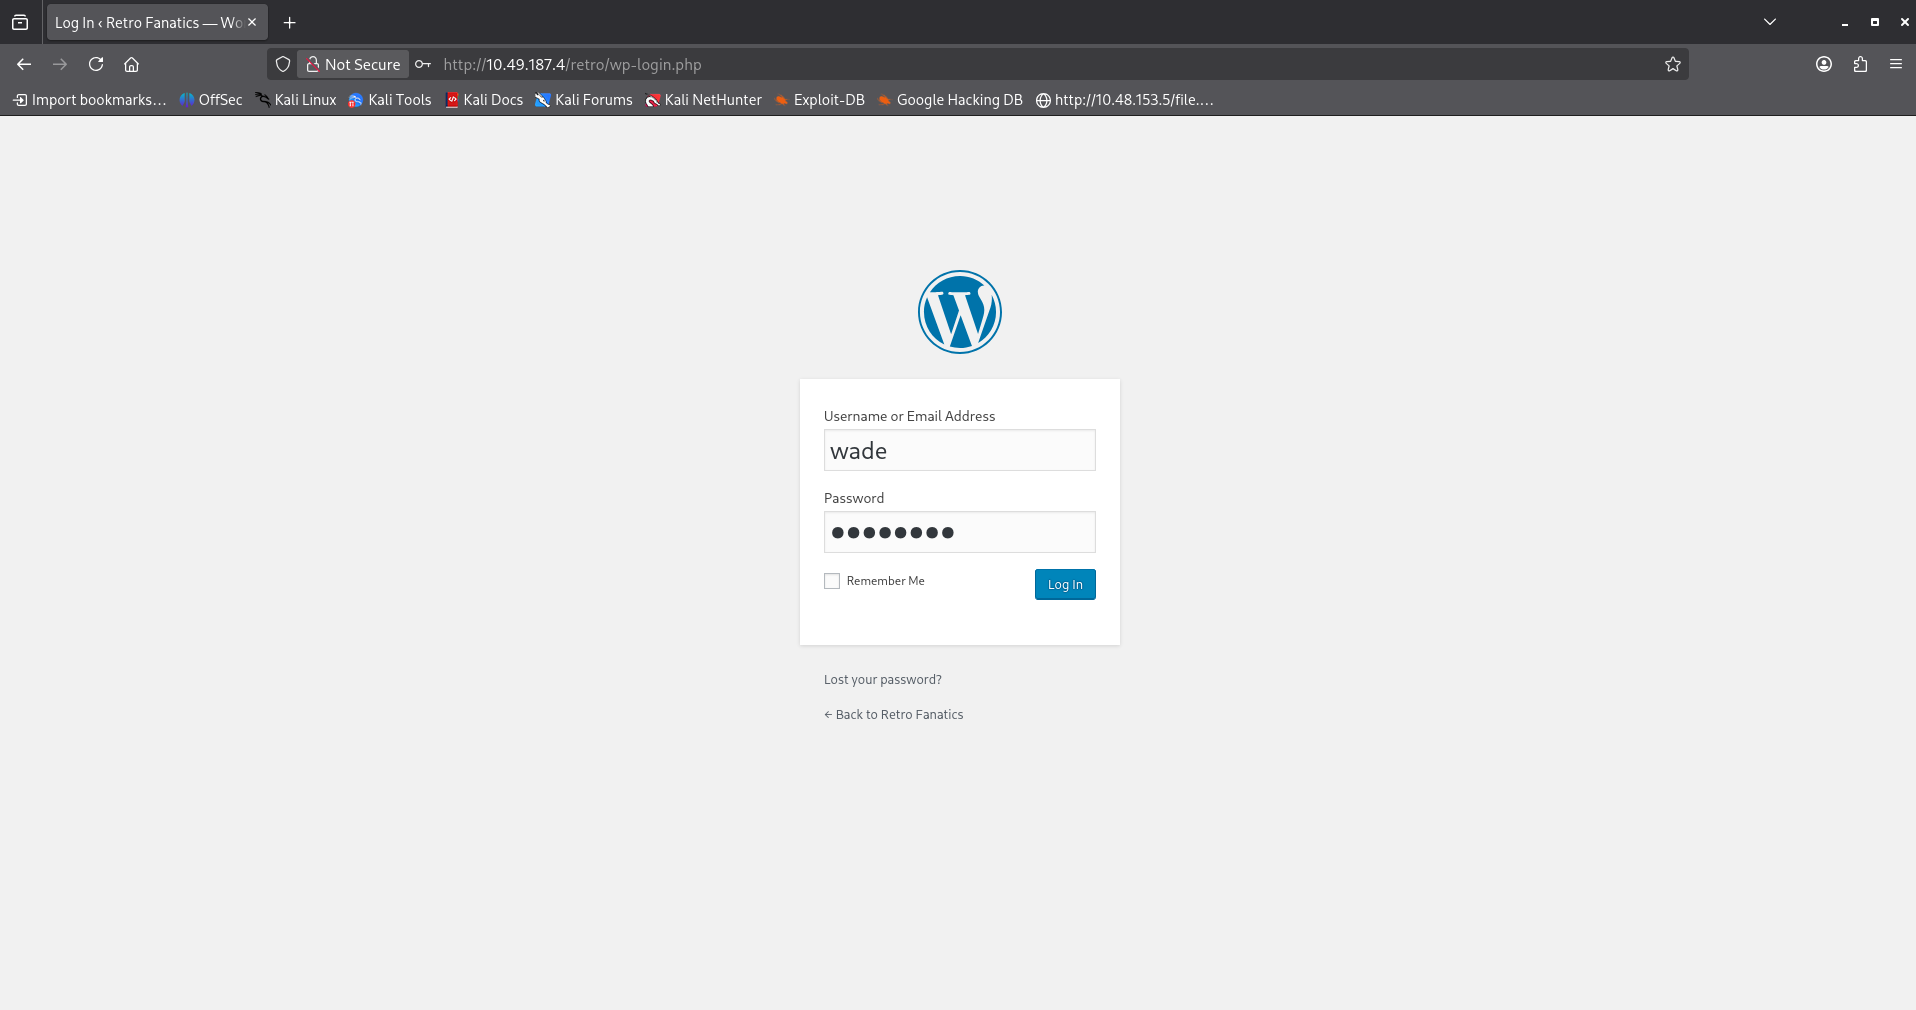 Log In ‹ Retro Fanatics — Wo
Not Secure
http://10.49.187.4/retro/wp-login.php
Import bookmarks… OffSec Kali Linux Kali Tools Kali Docs Kali Forums Kali NetHunter Exploit-DB Google Hacking DB http://10.48.153.5/file.…
Username or Email Address
wade
Password
Remember Me
Log In
Lost your password?
← Back to Retro Fanatics